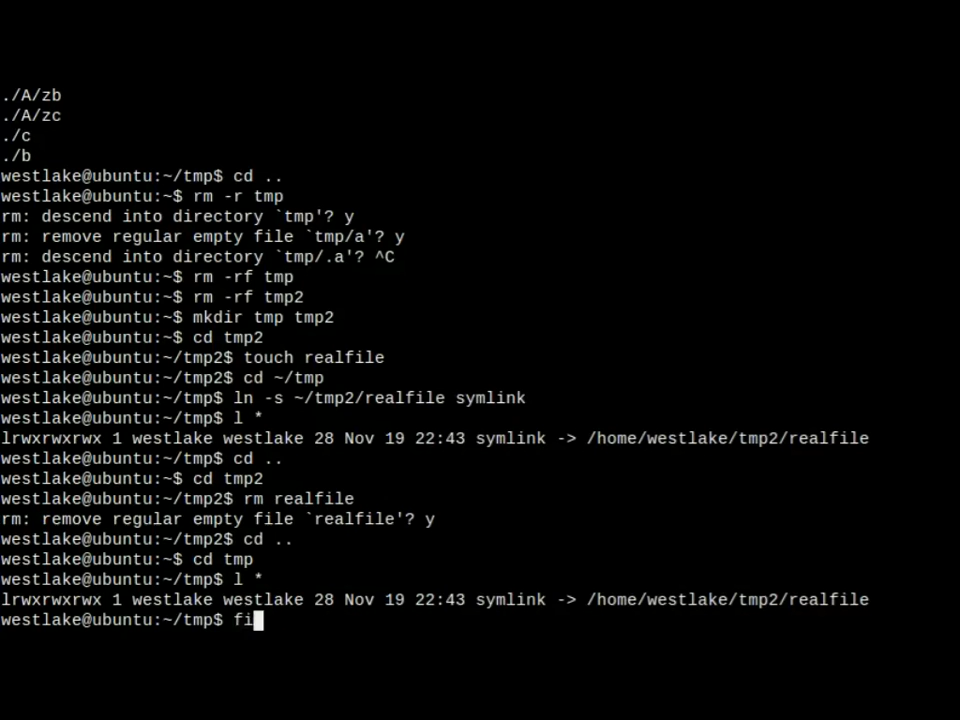 ./A/zb
./A/zc
./c
./b
westlake@ubuntu:~/tmp$ cd ..
westlake@ubuntu:~$ rm -r tmp
rm: descend into directory `tmp'? y
rm: remove regular empty file `tmp/a'? y
rm: descend into directory `tmp/.a'? ^C
westlake@ubuntu:~$ rm -rf tmp
westlake@ubuntu:~$ rm -rf tmp2
westlake@ubuntu:~$ mkdir tmp tmp2
westlake@ubuntu:~$ cd tmp2
westlake@ubuntu:~/tmp2$ touch realfile
westlake@ubuntu:~/tmp2$ cd ~/tmp
westlake@ubuntu:~/tmp$ ln -s ~/tmp2/realfile symlink
westlake@ubuntu:~/tmp$ l *
lrwxrwxrwx 1 westlake westlake 28 Nov 19 22:43 symlink -> /home/westlake/tmp2/realfile
westlake@ubuntu:~/tmp$ cd ..
westlake@ubuntu:~$ cd tmp2
westlake@ubuntu:~/tmp2$ rm realfile
rm: remove regular empty file `realfile'? y
westlake@ubuntu:~/tmp2$ cd ..
westlake@ubuntu:~$ cd tmp
westlake@ubuntu:~/tmp$ l *
lrwxrwxrwx 1 westlake westlake 28 Nov 19 22:43 symlink -> /home/westlake/tmp2/realfile
westlake@ubuntu:~/tmp$ fi